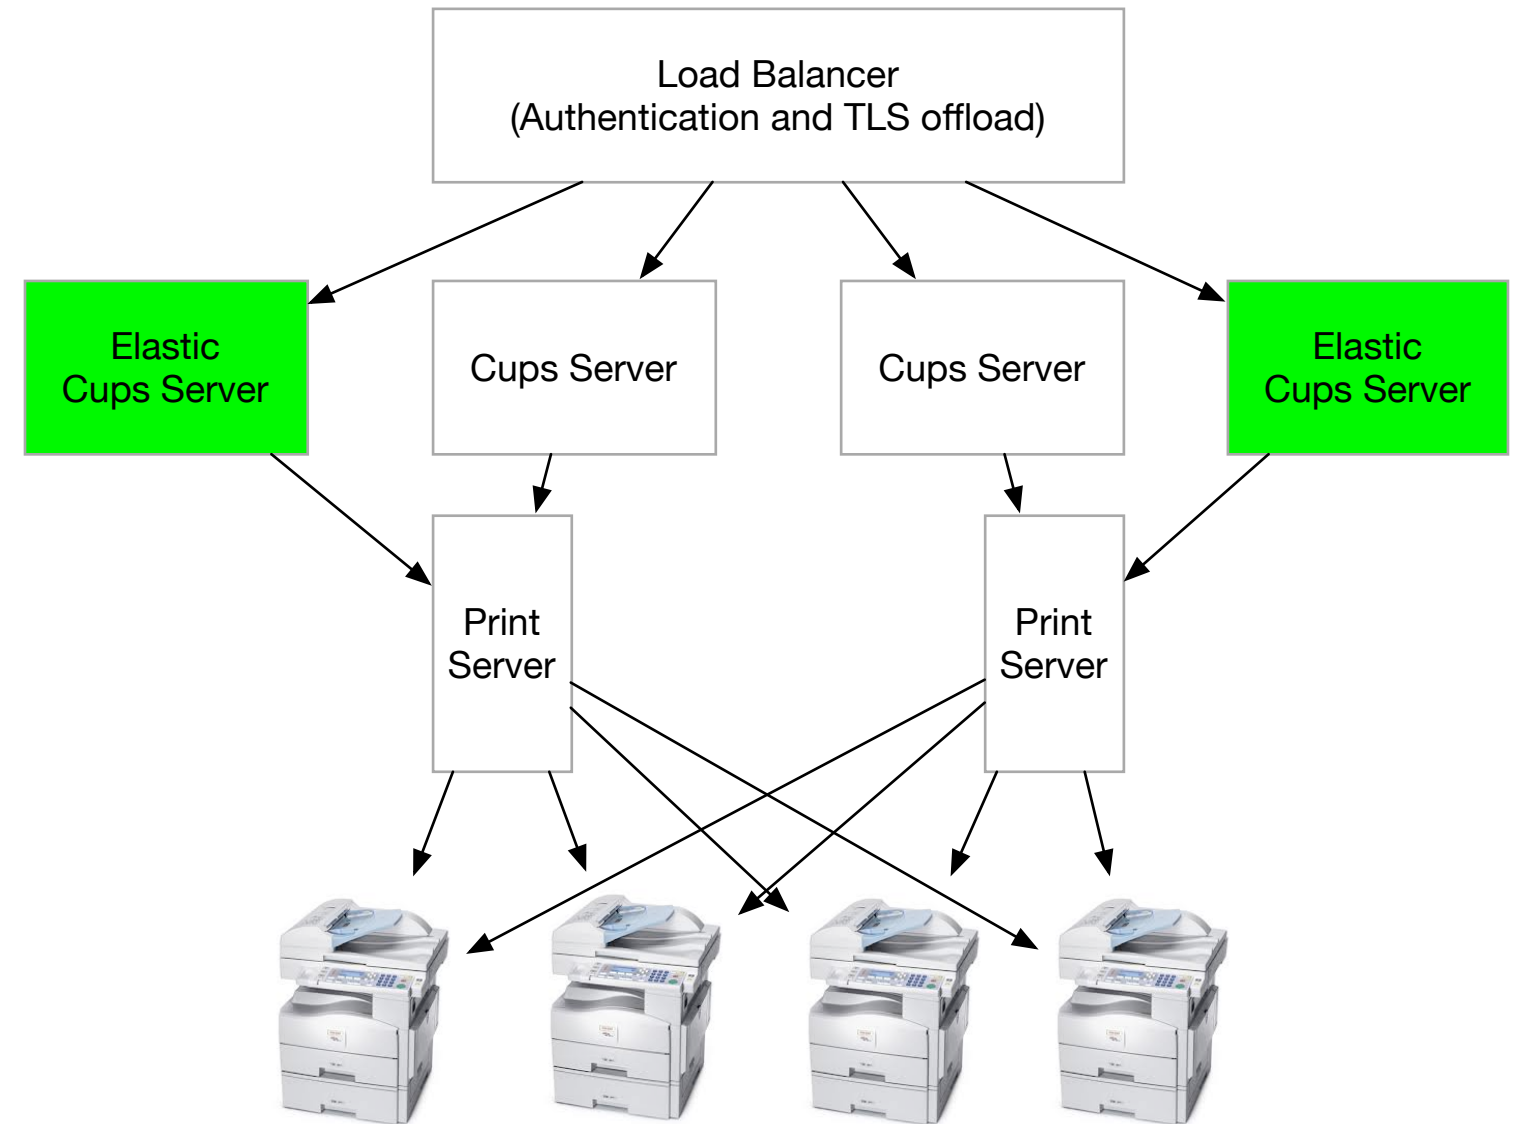 Load Balancer
(Authentication and TLS offload)
Elastic
Cups Server
Cups Server
Cups Server
Elastic
Cups Server
Print
Server
Print
Server